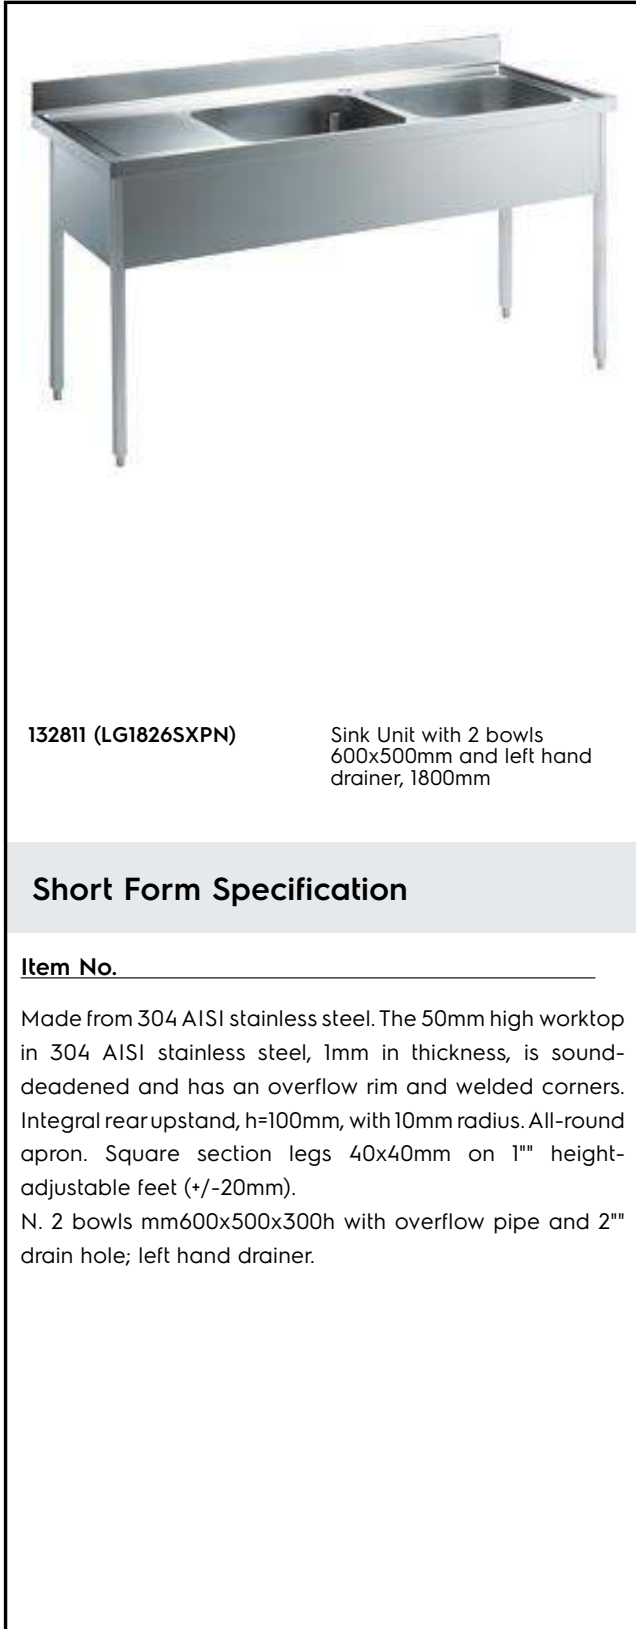 132811 (LG1826SXPN)
Sink Unit with 2 bowls
600x500mm and left hand
drainer, 1800mm
Short Form Specification
Item No.
Made from 304 AISI stainless steel. The 50mm high worktop
in 304 AISI stainless steel, 1mm in thickness, is sound-
deadened and has an overflow rim and welded corners.
Integral rear upstand, h=100mm, with 10mm radius. All-round
apron. Square section legs 40x40mm on 1"" height-
adjustable feet (+/-20mm).
N. 2 bowls mm600x500x300h with overflow pipe and 2""
drain hole; left hand drainer.